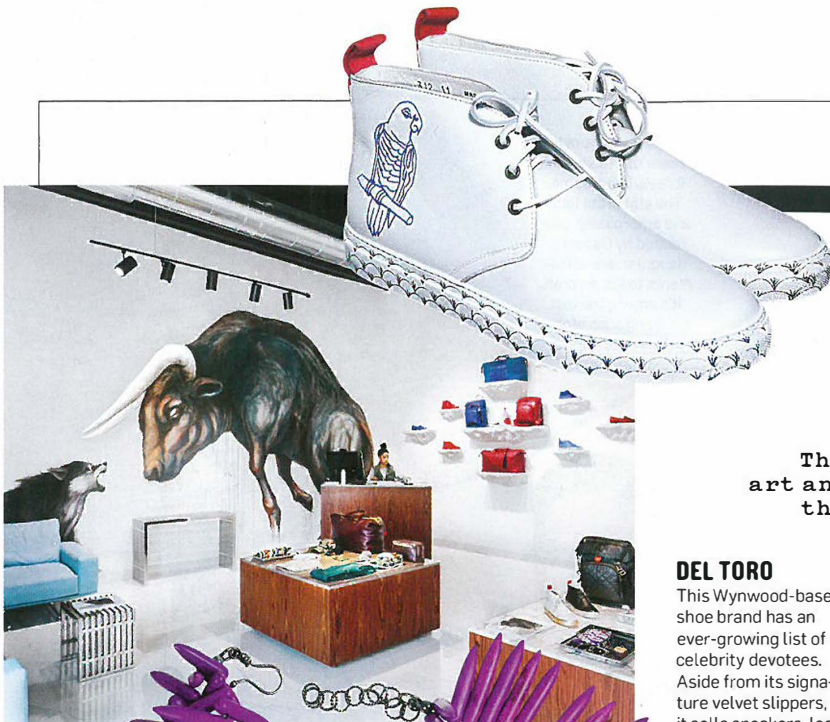 Th
art an
th
DEL TORO
This Wynwood-base
shoe brand has an
ever-growing list of
celebrity devotees.
Aside from its signa-
ture velvet slippers,